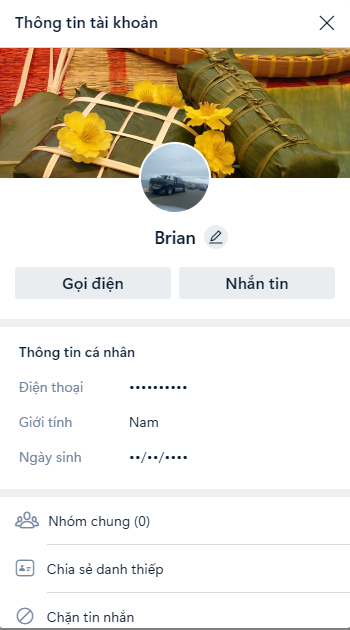 Thông tin tài khoản
Brian
Gọi điện
Nhắn tin
Thông tin cá nhân
Điện thoại ••••••••••
Giới tính Nam
Ngày sinh ••/••/••••
Nhóm chung (0)
Chia sẻ danh thiếp
Chặn tin nhắn